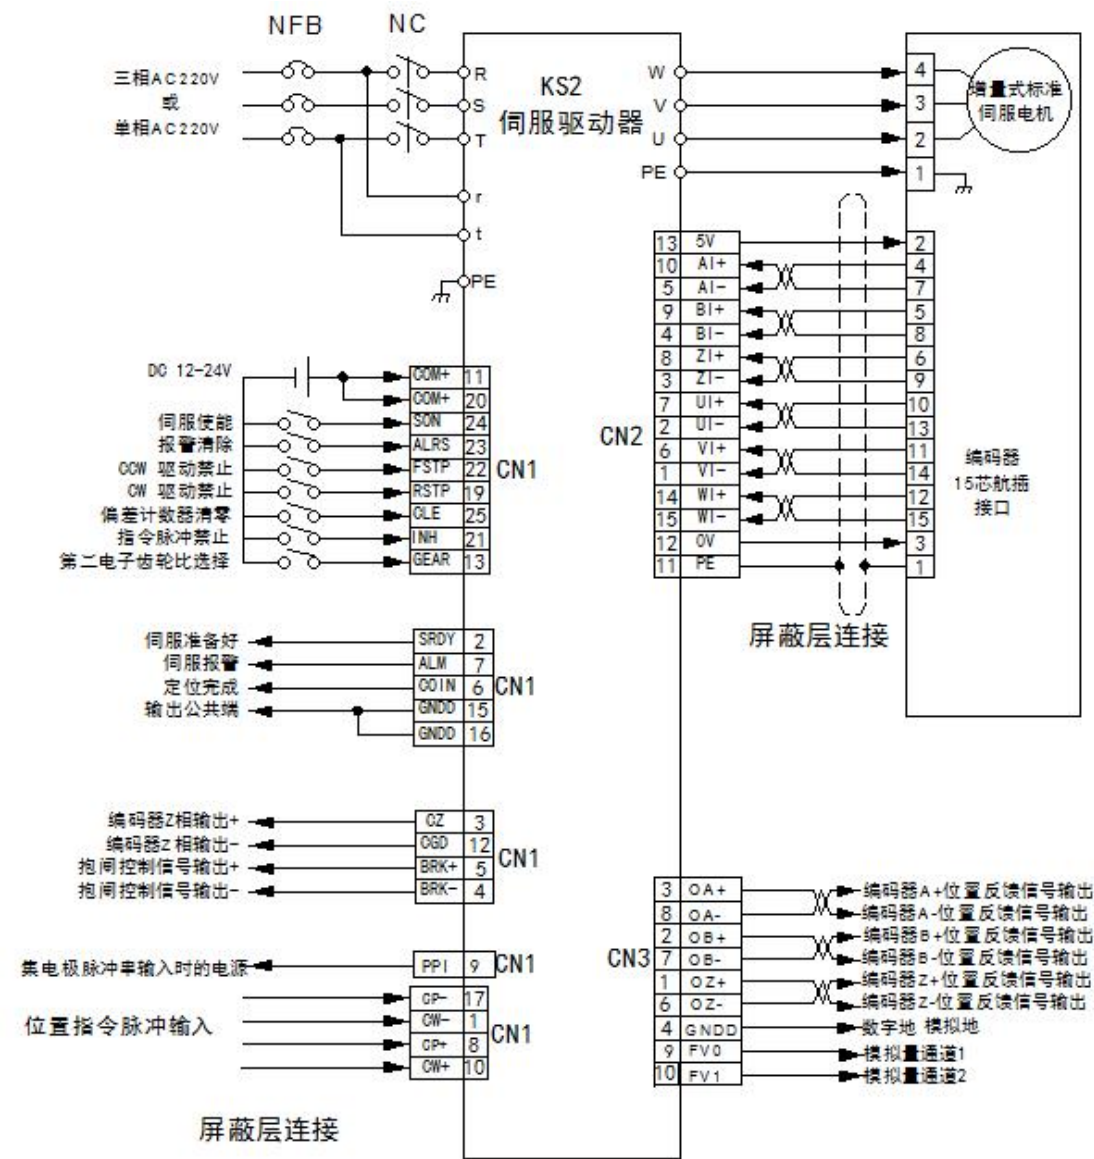 NFB
NC
三相AC220V
或
单相AC220V
R
S
T
r
t
PE
KS2
伺服驱动器
W
V
U
PE
4
3
2
1
增量式标准
伺服电机
DC 12-24V
伺服使能
报警清除
CCW 驱动禁止
CW 驱动禁止
偏差计数器清零
指令脉冲禁止
第二电子齿轮比选择
COM+ 11
COM+ 20
SON 24
ALRS 23
FSTP 22
RSTP 19
CLE 25
INH 21
GEAR 13
CN1
CN2
13 5V 2
10 AI+ 4
5 AI- 7
9 BI+ 5
4 BI- 8
8 ZI+ 6
3 ZI- 9
7 UI+ 10
2 UI- 13
6 VI+ 11
1 VI- 14
14 WI+ 12
15 WI- 15
12 0V 3
11 PE 1
编码器
15芯航插
接口
屏蔽层连接
伺服准备好 SRDY 2
伺服报警 ALM 7
定位完成 COIN 6
输出公共端 GNDD 15
GNDD 16
CN1
编码器Z相输出+ CZ 3
编码器Z相输出- CGD 12
抱闸控制信号输出+ BRK+ 5
抱闸控制信号输出- BRK- 4
CN1
集电极脉冲串输入时的电源 PPI 9 CN1
位置指令脉冲输入
CP- 17
CW- 1
CP+ 8
CW+ 10
CN1
屏蔽层连接
CN3
3 OA+ 编码器A+位置反馈信号输出
8 OA- 编码器A-位置反馈信号输出
2 OB+ 编码器B+位置反馈信号输出
7 OB- 编码器B-位置反馈信号输出
1 OZ+ 编码器Z+位置反馈信号输出
6 OZ- 编码器Z-位置反馈信号输出
4 GNDD 数字地 模拟地
9 FV0 模拟量通道1
10 FV1 模拟量通道2